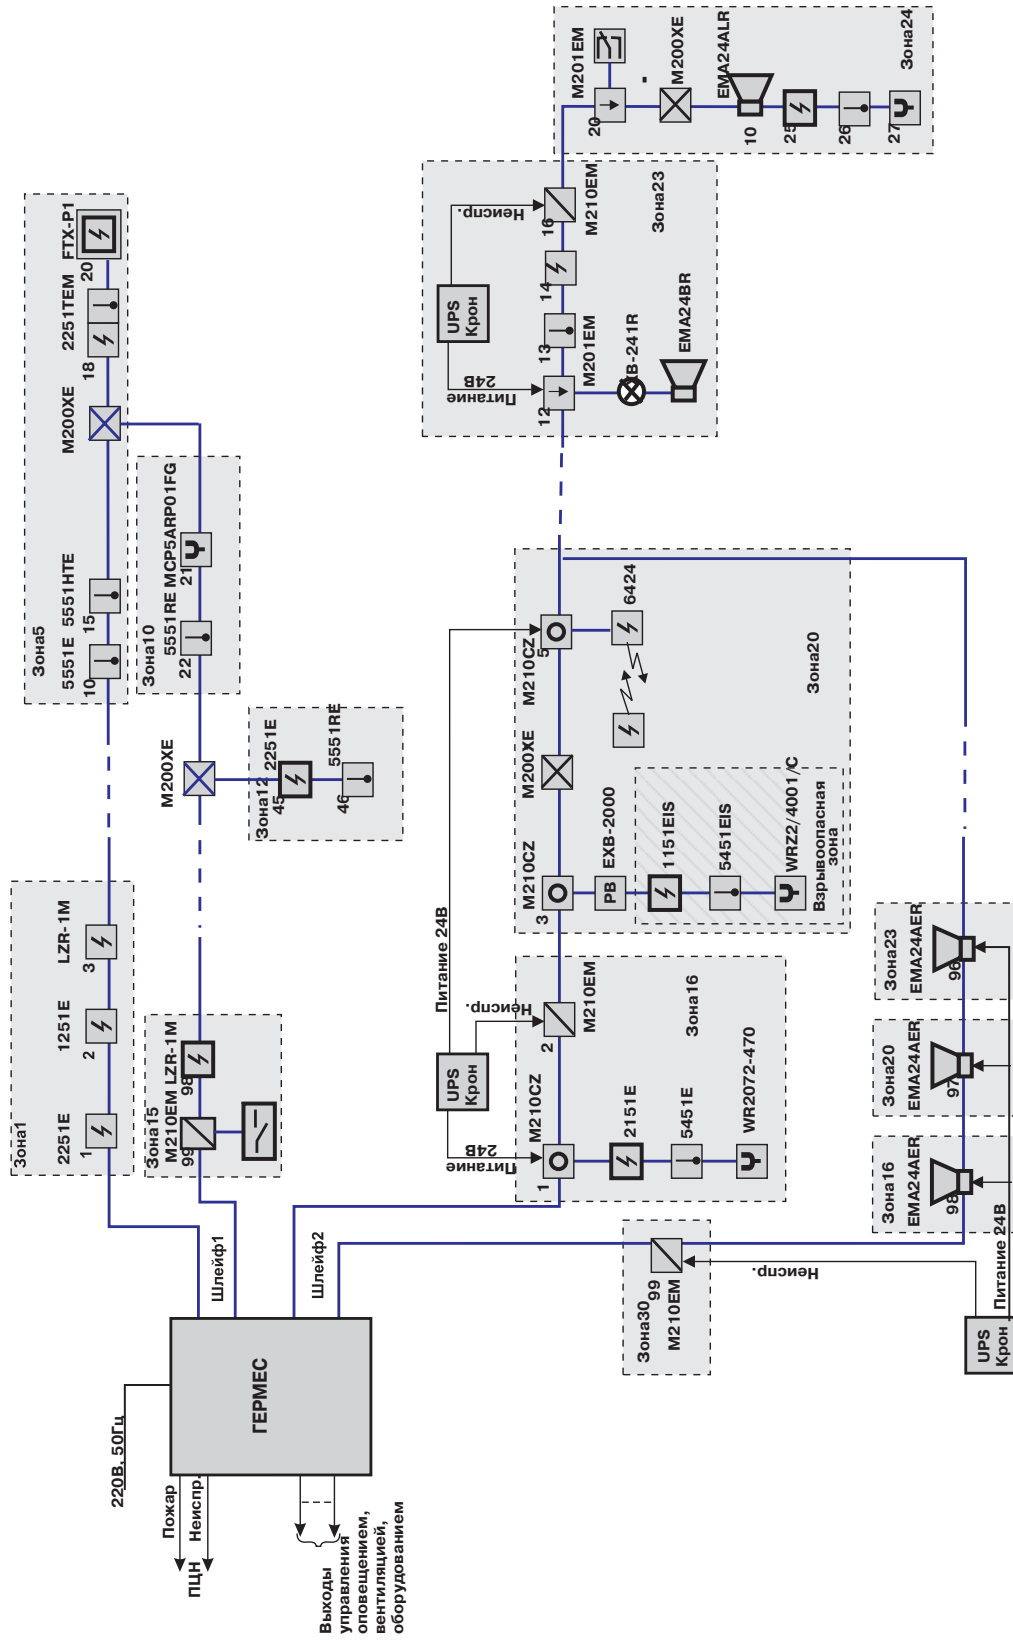 220В, 50Гц
Пожар
Неиспр.
ПЦН
Выходы
управления
оповещением,
вентиляцией,
оборудованием
ГЕРМЕС
Шлейф1
Шлейф2
Зона1
2251E
1
1251E
2
LZR-1M
3
Зона5
5551E
10
5551HTE
15
M200XE
2251TEM
18
FTX-P1
20
Зона10
5551RE
22
MCP5ARP01FG
21
M200XE
Зона12
2251E
45
5551RE
46
Зона15
M210EM
99
LZR-1M
98
Зона16
M210CZ
1
2151E
5451E
WR2072-470
M210EM
2
UPS
Крон
Питание
24В
Неиспр.
Питание 24В
Зона20
M210CZ
3
EXB-2000
PB
1151EIS
5451EIS
WRZ2/4001/C
Взрывоопасная
зона
M200XE
M210CZ
5
6424
Зона23
12
M201EM
КВ-241R
EMA24BR
13
14
16
M210EM
UPS
Крон
Питание
24В
Неиспр.
Зона24
20
M201EM
M200XE
EMA24ALR
10
25
26
27
Зона30
99
M210EM
Неиспр.
UPS
Крон
Питание 24В
Зона16
EMA24AER
98
Зона20
EMA24AER
97
Зона23
EMA24AER
96